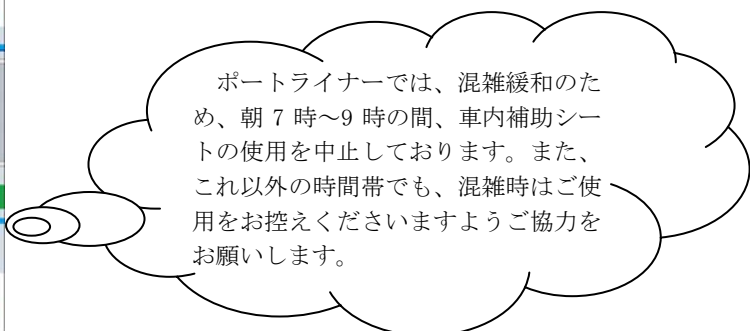 ポートライナーでは、混雑緩和のた
め、朝 7 時～9 時の間、車内補助シー
トの使用を中止しております。また、
これ以外の時間帯でも、混雑時はご使
用をお控えくださいますようご協力を
お願いします。